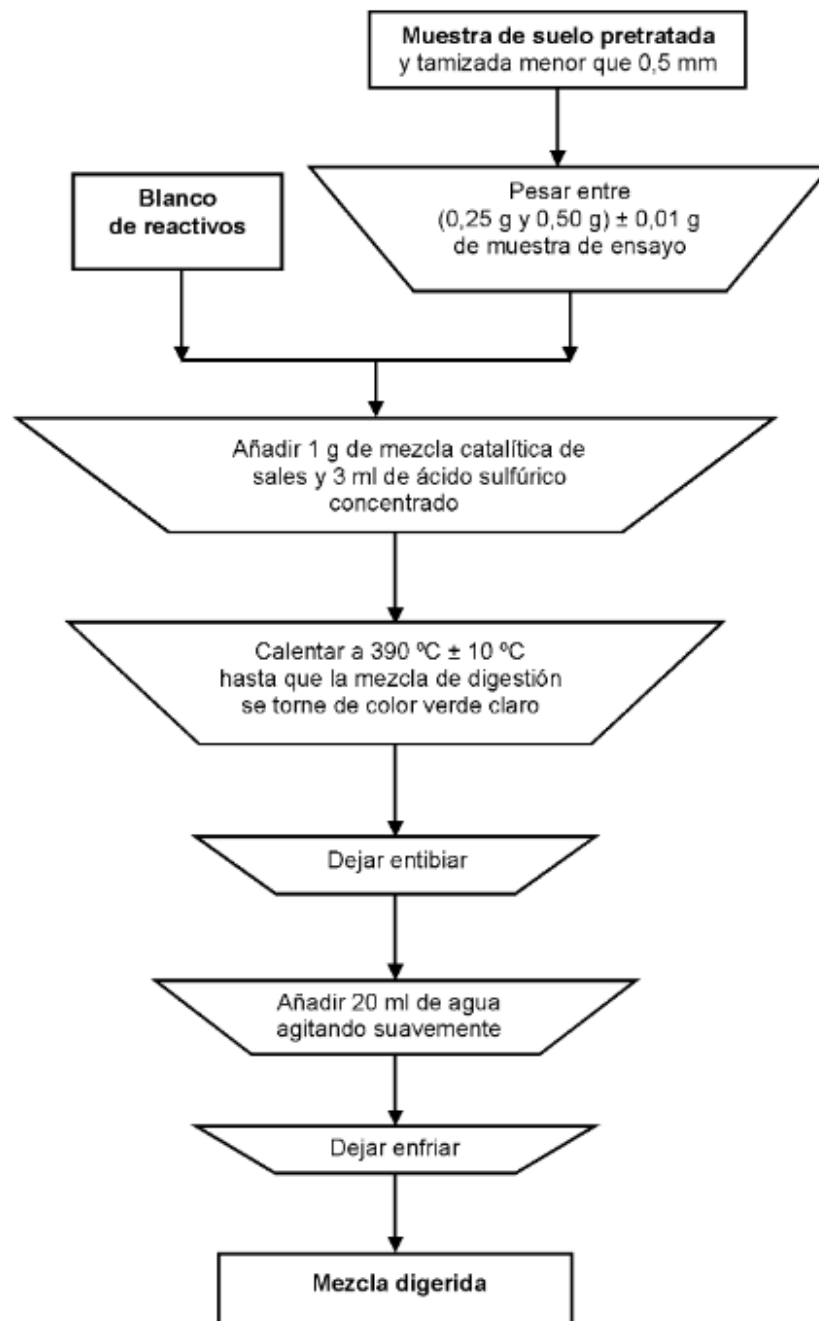 Muestra de suelo pretratada
y tamizada menor que 0,5 mm
Blanco
de reactivos
Pesar entre
(0,25 g y 0,50 g) ± 0,01 g
de muestra de ensayo
Añadir 1 g de mezcla catalítica de
sales y 3 ml de ácido sulfúrico
concentrado
Calentar a 390 ºC ± 10 ºC
hasta que la mezcla de digestión
se torne de color verde claro
Dejar entibiar
Añadir 20 ml de agua
agitando suavemente
Dejar enfriar
Mezcla digerida